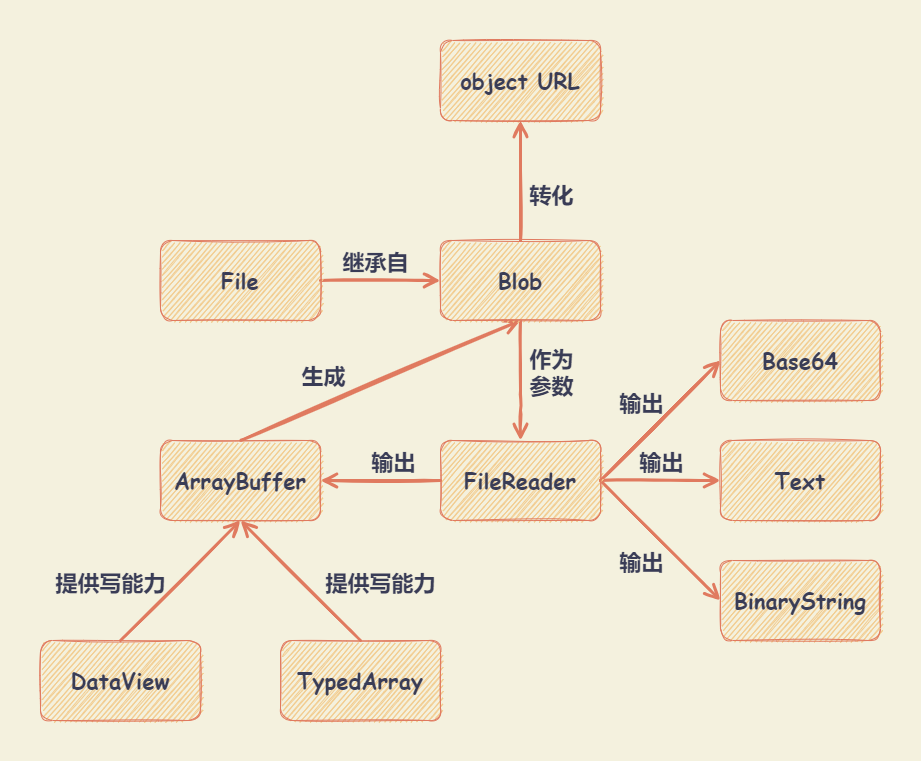 object URL
转化
File
继承自
Blob
生成
作为
参数
Base64
输出
ArrayBuffer
输出
FileReader
输出
Text
输出
BinaryString
提供写能力
提供写能力
DataView
TypedArray